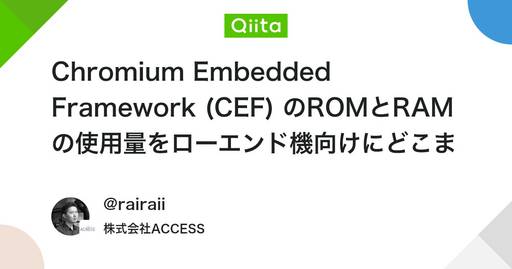 Qiita
Chromium Embedded
Framework (CEF) のROMとRAM
の使用量をローエンド機向けにどこま
@rairaii
株式会社ACCESS